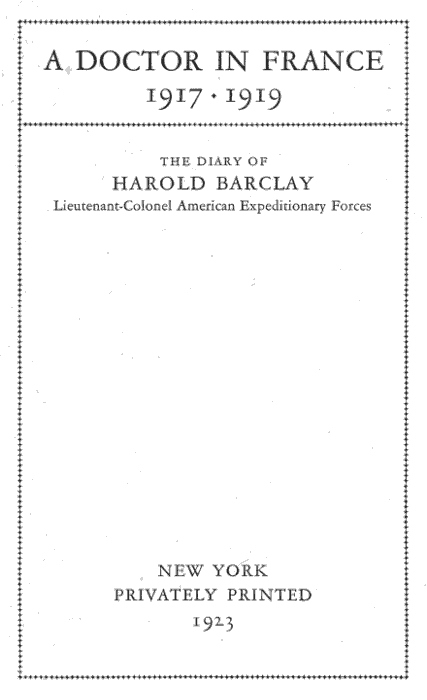 A DOCTOR IN FRANCE
1917 · 1919
THE DIARY OF
HAROLD BARCLAY
Lieutenant-Colonel American Expeditionary Forces
NEW YORK
PRIVATELY PRINTED
1923